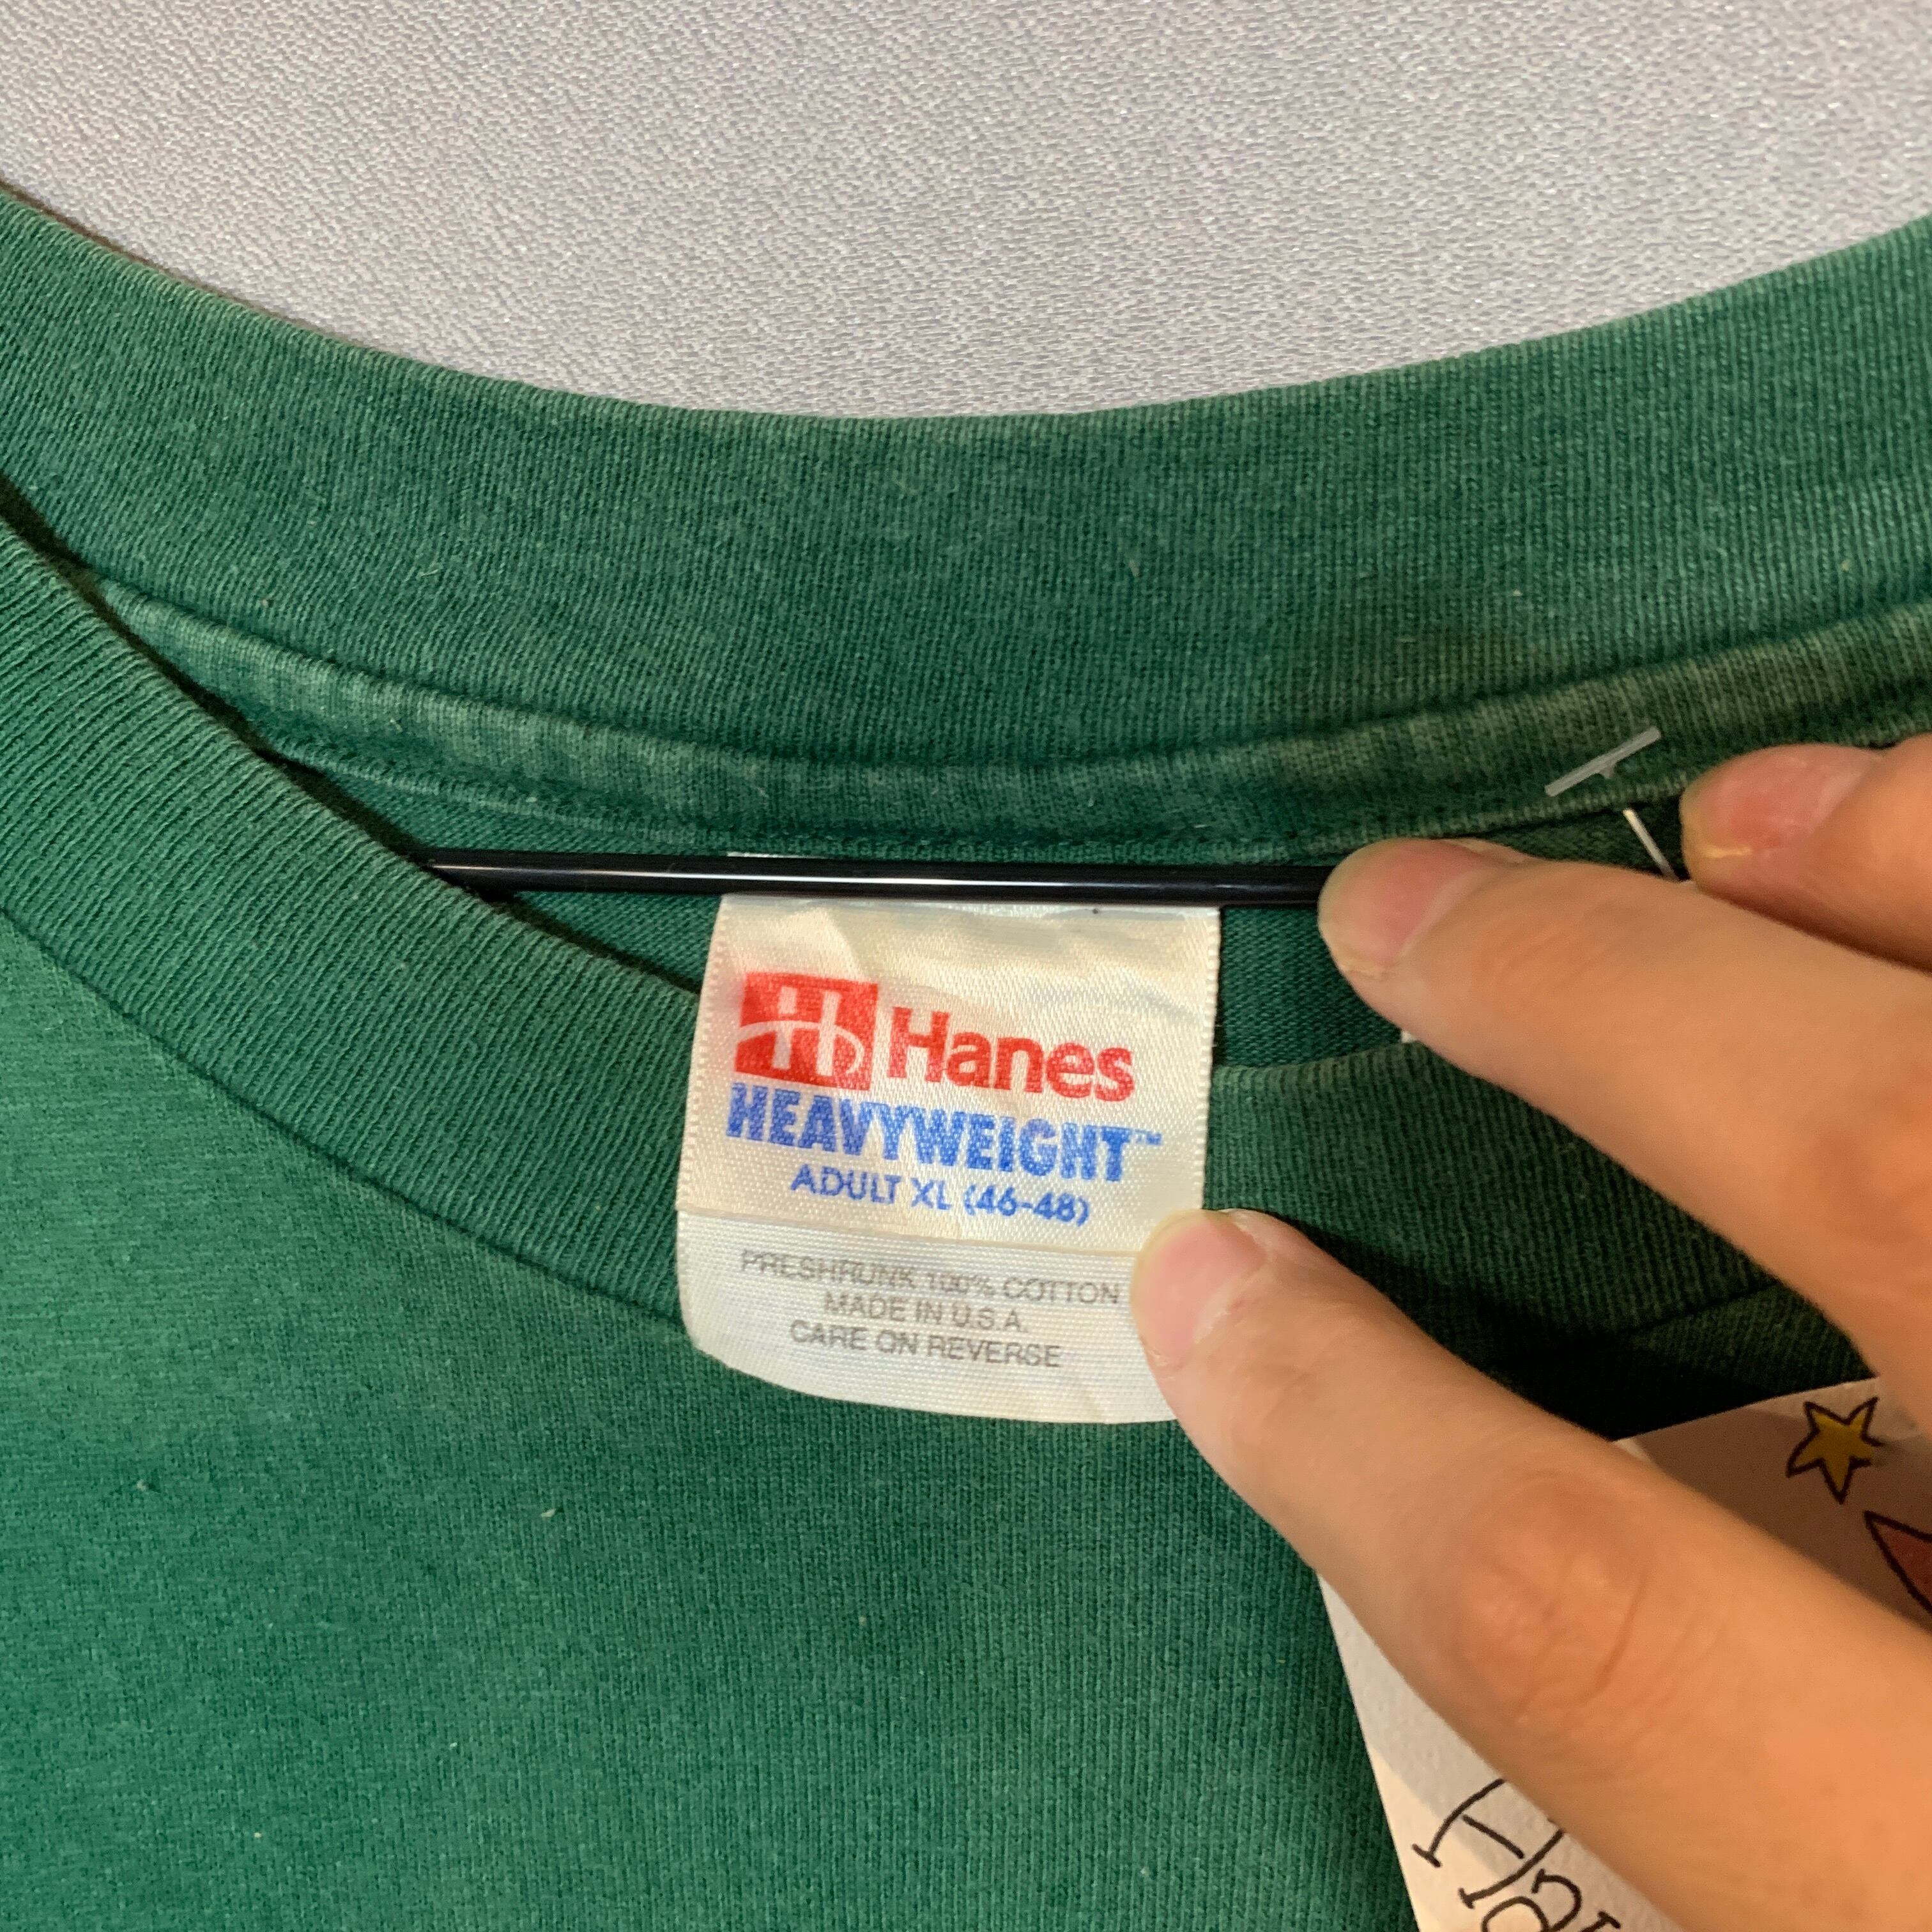 Hanes
HEAVYWEIGHT™
ADULT XL (46-48)
PRESHRUNK 100% COTTON
MADE IN U.S.A.
CARE ON REVERSE